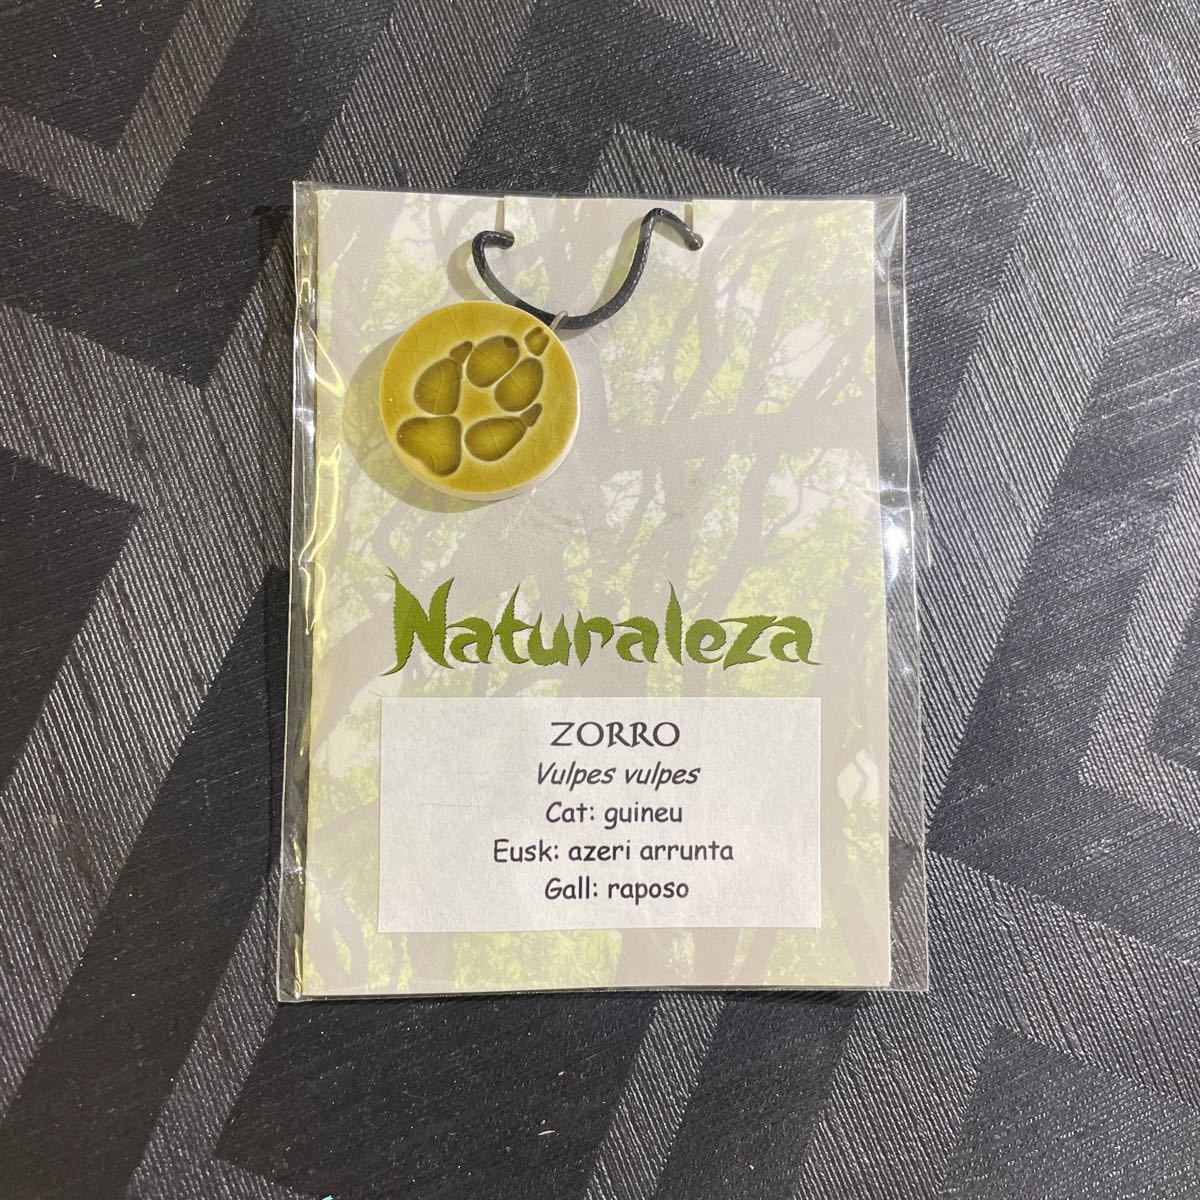 Naturaleza
ZORRO
Vulpes vulpes
Cat: guineu
Eusk: azeri arrunta
Gall: raposo